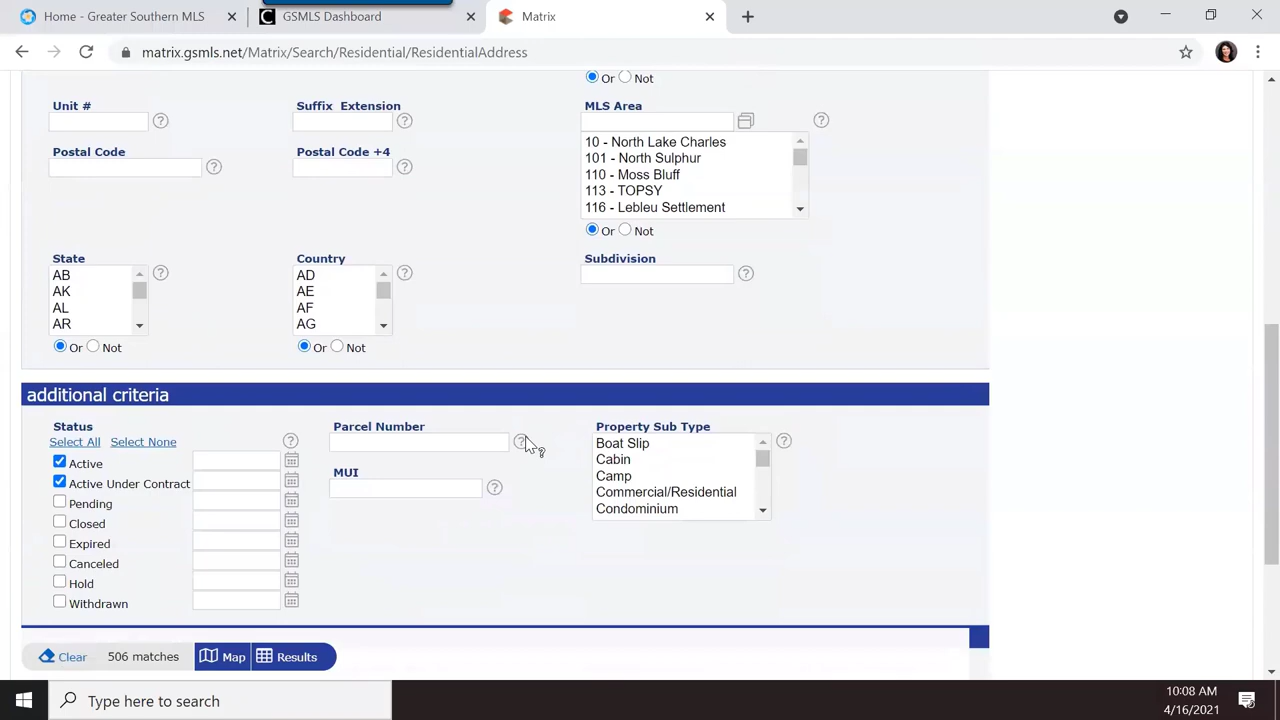 Home - Greater Southern MLS
GSMLS Dashboard
Matrix
matrix.gsmls.net/Matrix/Search/Residential/ResidentialAddress
Or Not
Unit #
Suffix Extension
MLS Area
10 - North Lake Charles
101 - North Sulphur
110 - Moss Bluff
113 - TOPSY
116 - Lebleu Settlement
Or Not
Postal Code
Postal Code +4
State
AB
AK
AL
AR
Or Not
Country
AD
AE
AF
AG
Or Not
Subdivision
additional criteria
Status
Select All Select None
Active
Active Under Contract
Pending
Closed
Expired
Canceled
Hold
Withdrawn
Parcel Number
MUI
Property Sub Type
Boat Slip
Cabin
Camp
Commercial/Residential
Condominium
Clear 506 matches Map Results
Type here to search
10:08 AM
4/16/2021